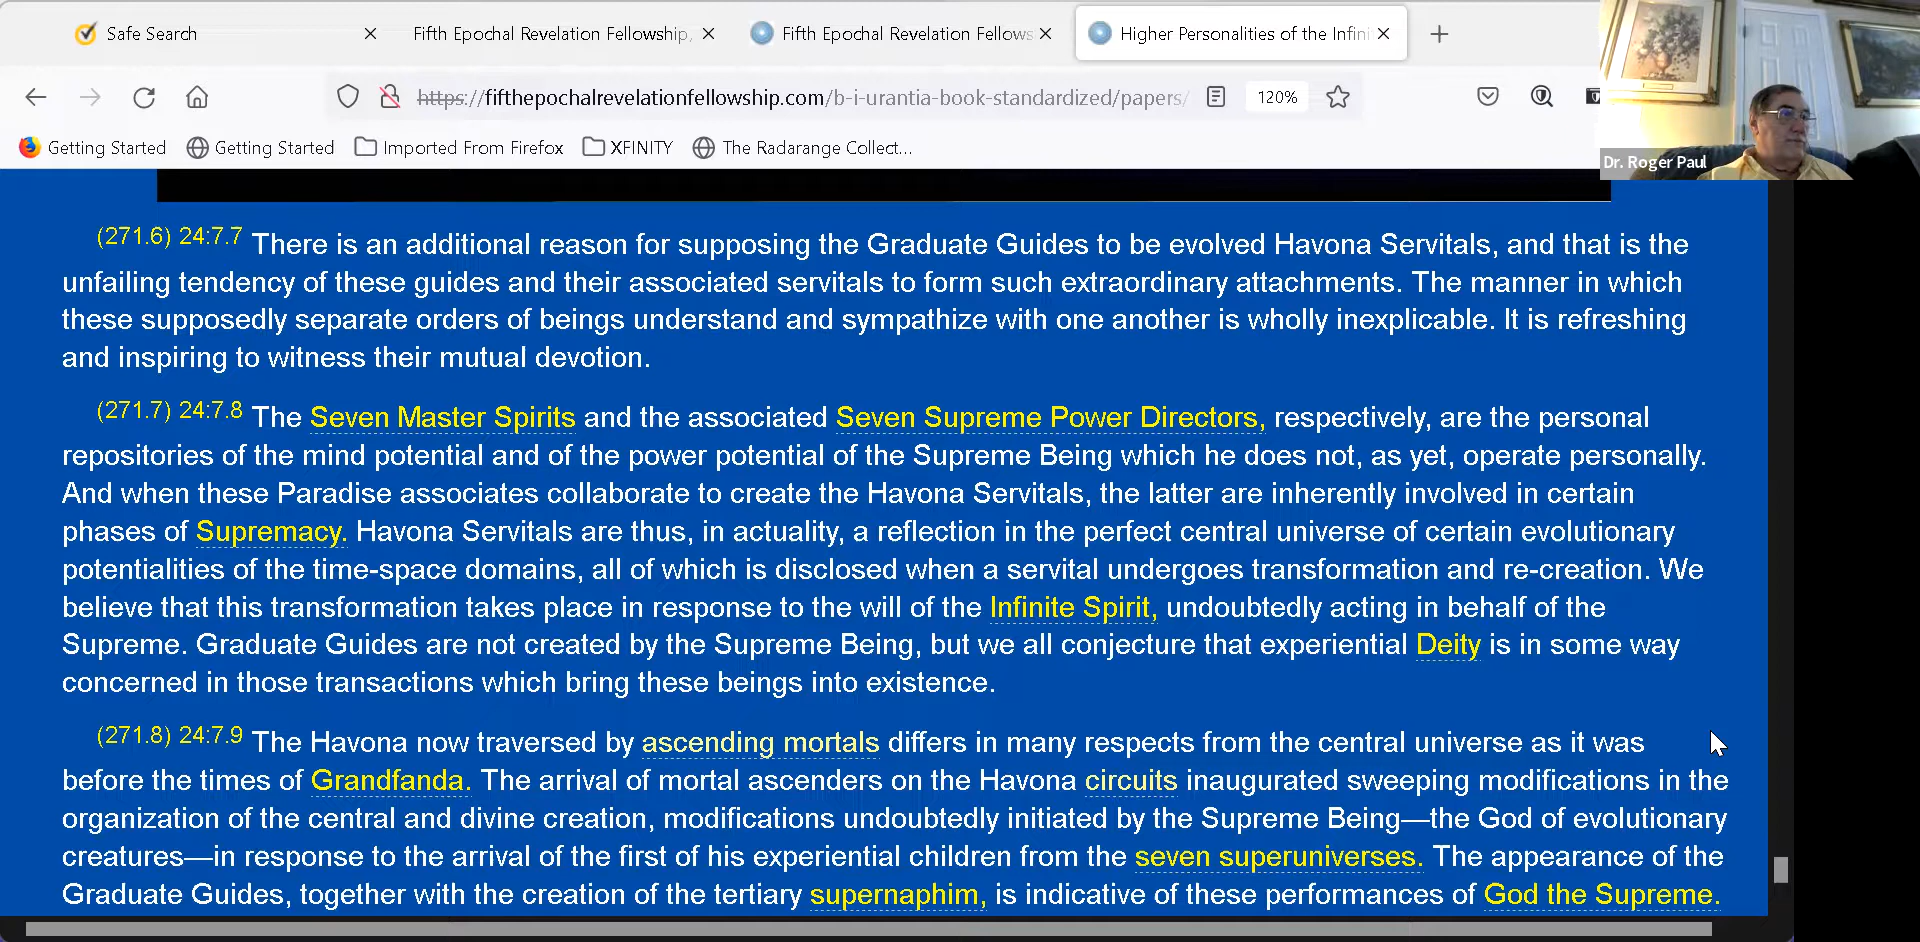 Safe Search
Fifth Epochal Revelation Fellowship,
Fifth Epochal Revelation Fellows
Higher Personalities of the Infini
https://fifthepochalrevelationfellowship.com/b-i-urantia-book-standardized/papers/
120%
Getting Started
Getting Started
Imported From Firefox
XFINITY
The Radarange Collect...
Dr. Roger Paul
(271.6) 24:7.7 There is an additional reason for supposing the Graduate Guides to be evolved Havona Servitals, and that is the
unfailing tendency of these guides and their associated servitals to form such extraordinary attachments. The manner in which
these supposedly separate orders of beings understand and sympathize with one another is wholly inexplicable. It is refreshing
and inspiring to witness their mutual devotion.
(271.7) 24:7.8 The Seven Master Spirits and the associated Seven Supreme Power Directors, respectively, are the personal
repositories of the mind potential and of the power potential of the Supreme Being which he does not, as yet, operate personally.
And when these Paradise associates collaborate to create the Havona Servitals, the latter are inherently involved in certain
phases of Supremacy. Havona Servitals are thus, in actuality, a reflection in the perfect central universe of certain evolutionary
potentialities of the time-space domains, all of which is disclosed when a servital undergoes transformation and re-creation. We
believe that this transformation takes place in response to the will of the Infinite Spirit, undoubtedly acting in behalf of the
Supreme. Graduate Guides are not created by the Supreme Being, but we all conjecture that experiential Deity is in some way
concerned in those transactions which bring these beings into existence.
(271.8) 24:7.9 The Havona now traversed by ascending mortals differs in many respects from the central universe as it was
before the times of Grandfanda. The arrival of mortal ascenders on the Havona circuits inaugurated sweeping modifications in the
organization of the central and divine creation, modifications undoubtedly initiated by the Supreme Being—the God of evolutionary
creatures—in response to the arrival of the first of his experiential children from the seven superuniverses. The appearance of the
Graduate Guides, together with the creation of the tertiary supernaphim, is indicative of these performances of God the Supreme.